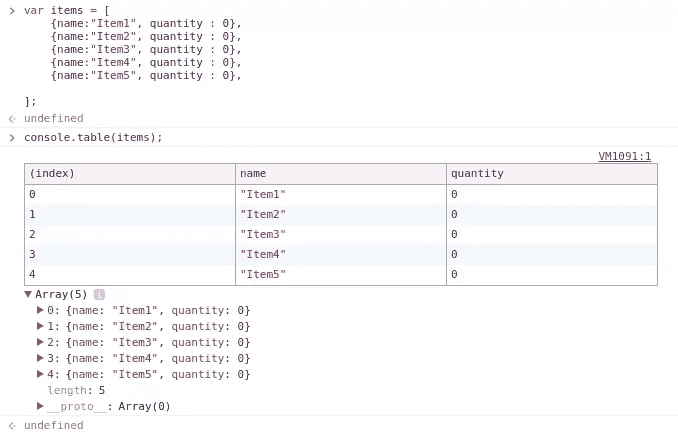 var items = [
{name:"Item1", quantity : 0},
{name:"Item2", quantity : 0},
{name:"Item3", quantity : 0},
{name:"Item4", quantity : 0},
{name:"Item5", quantity : 0},
];
undefined
console.table(items);
VM1091:1
(index) name quantity
0 "Item1" 0
1 "Item2" 0
2 "Item3" 0
3 "Item4" 0
4 "Item5" 0
▼ Array(5) i
▶ 0: {name: "Item1", quantity: 0}
▶ 1: {name: "Item2", quantity: 0}
▶ 2: {name: "Item3", quantity: 0}
▶ 3: {name: "Item4", quantity: 0}
▶ 4: {name: "Item5", quantity: 0}
length: 5
▶ __proto__: Array(0)
undefined